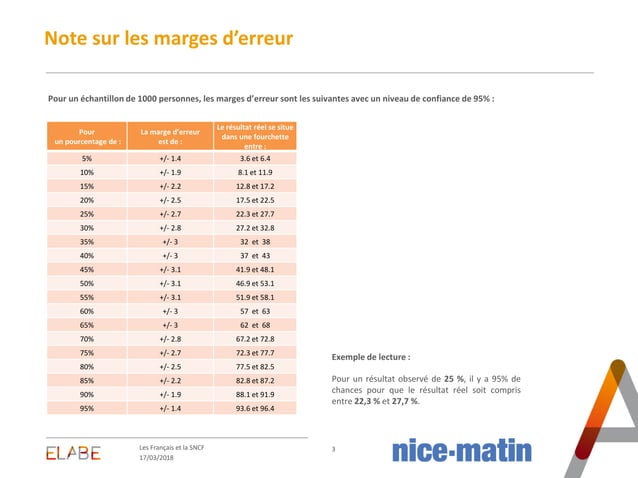 Note sur les marges d'erreur
Pour un échantillon de 1000 personnes, les marges d'erreur sont les suivantes avec un niveau de confiance de 95% :
Pour
un pourcentage de :
La marge d'erreur
est de :
Le résultat réel se situe
dans une fourchette
entre :
5% +/- 1.4 3.6 et 6.4
10% +/- 1.9 8.1 et 11.9
15% +/- 2.2 12.8 et 17.2
20% +/- 2.5 17.5 et 22.5
25% +/- 2.7 22.3 et 27.7
30% +/- 2.8 27.2 et 32.8
35% +/- 3 32 et 38
40% +/- 3 37 et 43
45% +/- 3.1 41.9 et 48.1
50% +/- 3.1 46.9 et 53.1
55% +/- 3.1 51.9 et 58.1
60% +/- 3 57 et 63
65% +/- 3 62 et 68
70% +/- 2.8 67.2 et 72.8
75% +/- 2.7 72.3 et 77.7
80% +/- 2.5 77.5 et 82.5
85% +/- 2.2 82.8 et 87.2
90% +/- 1.9 88.1 et 91.9
95% +/- 1.4 93.6 et 96.4
Exemple de lecture :
Pour un résultat observé de 25 %, il y a 95% de
chances pour que le résultat réel soit compris
entre 22,3 % et 27,7 %.
ELABE
Les Français et la SNCF
17/03/2018
3
nice-matin